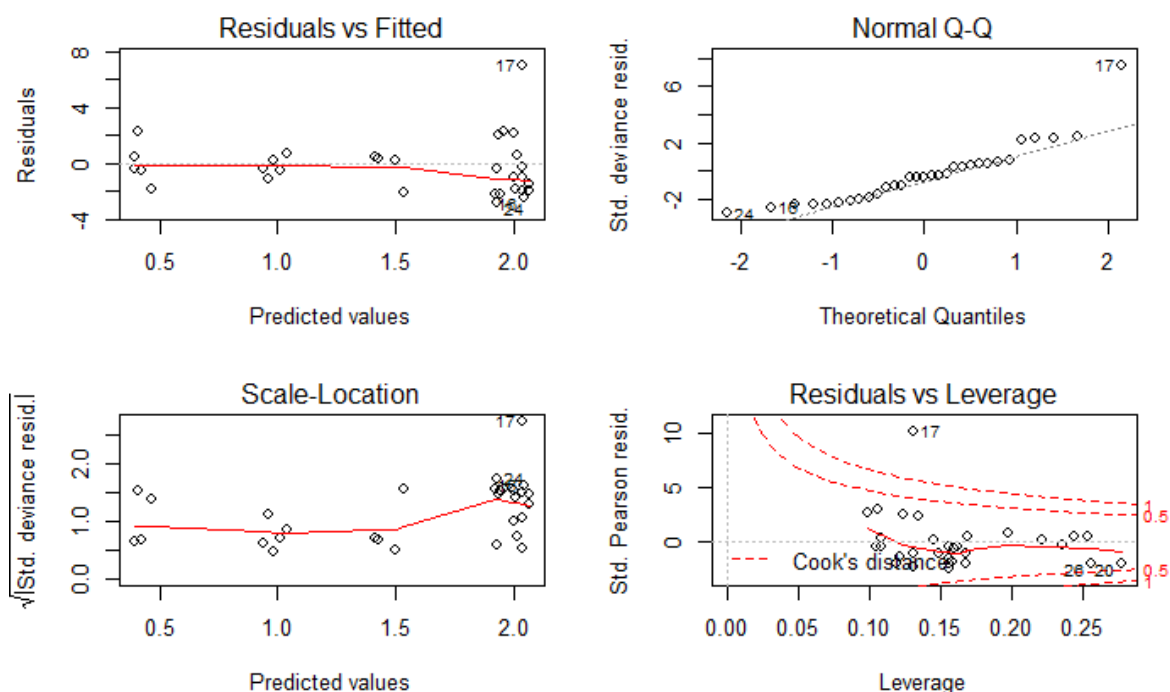 Residuals vs Fitted
Residuals
8
4
0
-4
17
24
0.5 1.0 1.5 2.0
Predicted values
Normal Q-Q
Std. deviance resid.
6
2
-2
17
24
16
-2 -1 0 1 2
Theoretical Quantiles
Scale-Location
√|Std. deviance resid.|
2.0
1.0
0.0
17
24
0.5 1.0 1.5 2.0
Predicted values
Residuals vs Leverage
Std. Pearson resid.
10
5
0
17
1
0.5
Cook's distance
20
0.5
1
0.00 0.05 0.10 0.15 0.20 0.25
Leverage